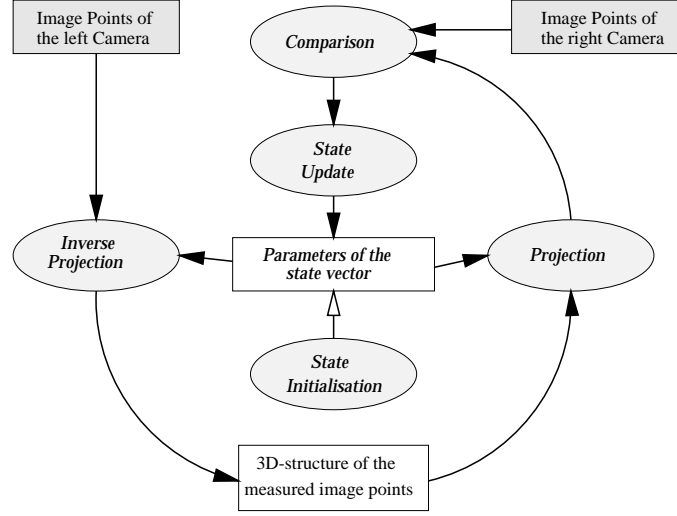 Image Points of
the left Camera
Comparison
Image Points of
the right Camera
State
Update
Inverse
Projection
Parameters of the
state vector
Projection
State
Initialisation
3D-structure of the
measured image points